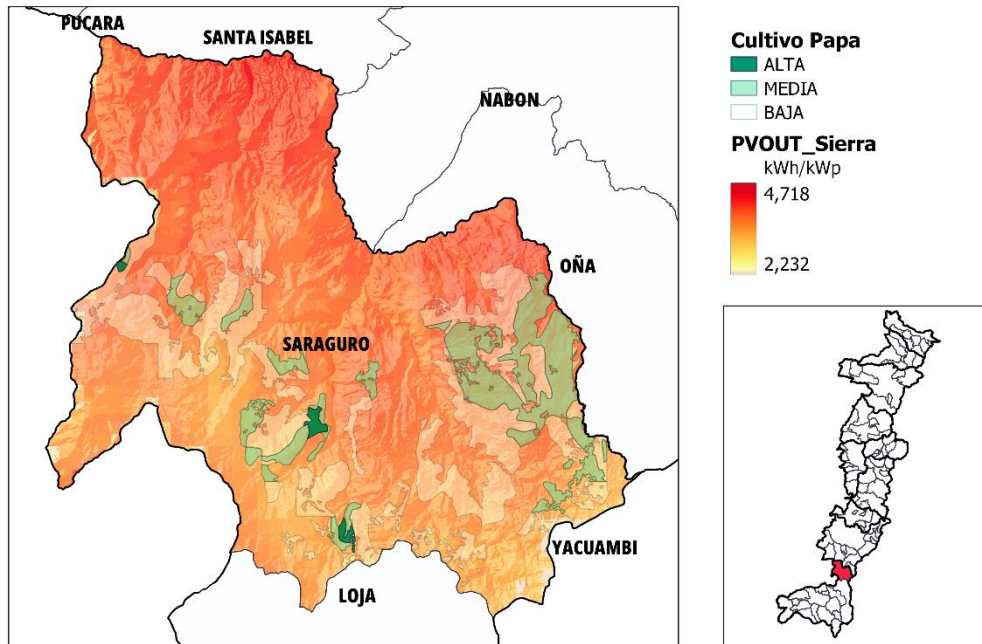 PUCARA
SANTA ISABEL
NABON
OÑA
SARAGURO
YACUAMBI
LOJA
Cultivo Papa
ALTA
MEDIA
BAJA
PVOUT_Sierra
kWh/kWp
4,718
2,232